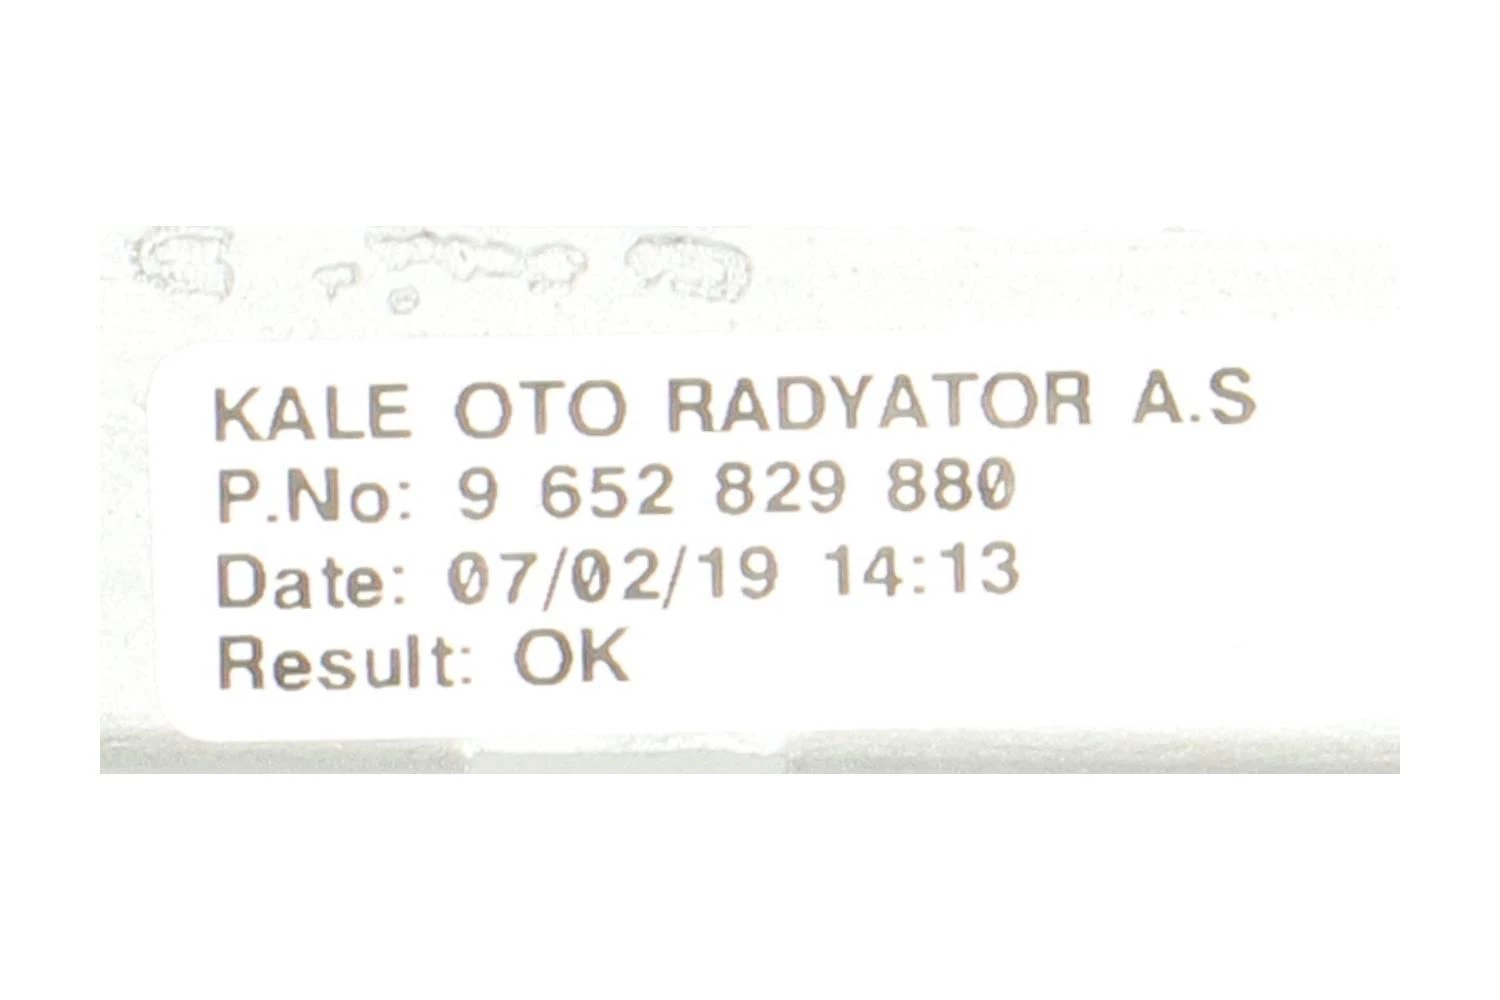 KALE OTO RADYATOR A.S
P.No: 9 652 829 880
Date: 07/02/19 14:13
Result: OK